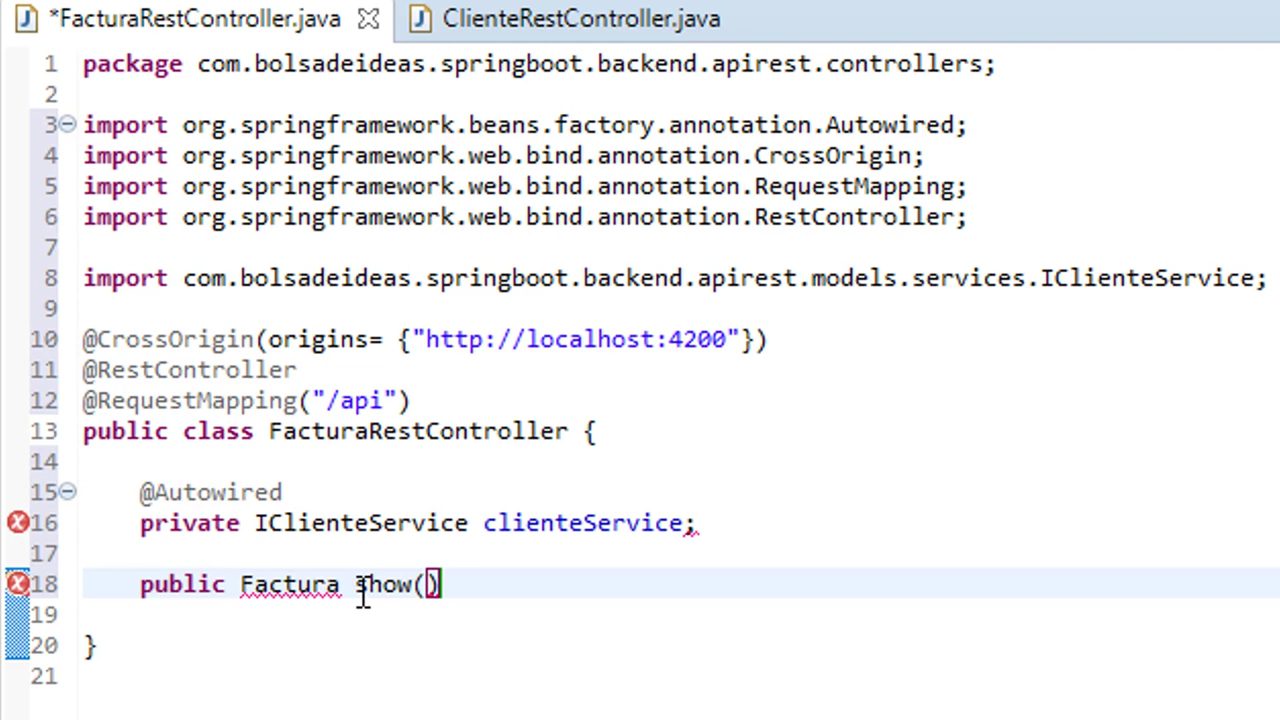 *FacturaRestController.java ClienteRestController.java
1 package com.bolsadeideas.springboot.backend.apirest.controllers;
2
3 import org.springframework.beans.factory.annotation.Autowired;
4 import org.springframework.web.bind.annotation.CrossOrigin;
5 import org.springframework.web.bind.annotation.RequestMapping;
6 import org.springframework.web.bind.annotation.RestController;
7
8 import com.bolsadeideas.springboot.backend.apirest.models.services.IClienteService;
9
10 @CrossOrigin(origins= {"http://localhost:4200"})
11 @RestController
12 @RequestMapping("/api")
13 public class FacturaRestController {
14
15 @Autowired
16 private IClienteService clienteService;
17
18 public Factura show()
19
20 }
21